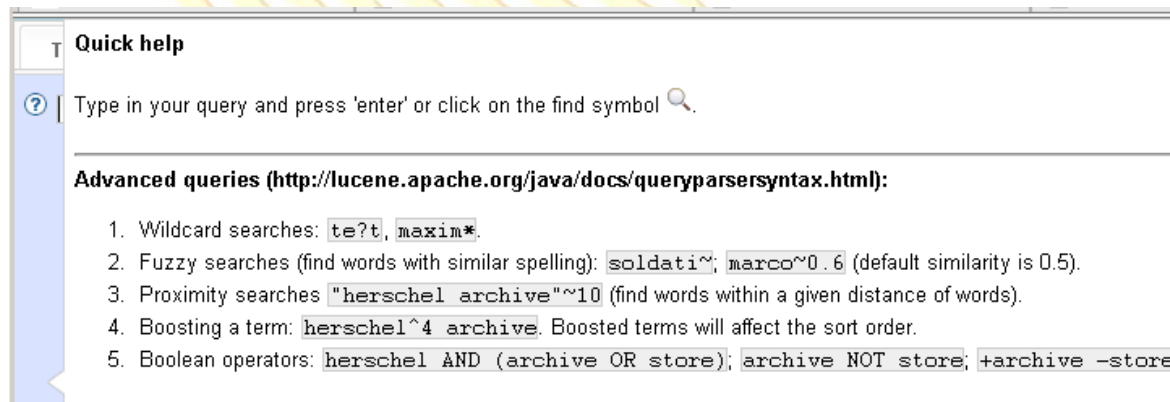 T
Quick help
Type in your query and press 'enter' or click on the find symbol .
Advanced queries (http://lucene.apache.org/java/docs/queryparsersyntax.html):
1. Wildcard searches: te?t, maxim*.
2. Fuzzy searches (find words with similar spelling): soldati~; marco~0.6 (default similarity is 0.5).
3. Proximity searches "herschel archive"~10 (find words within a given distance of words).
4. Boosting a term: herschel^4 archive. Boosted terms will affect the sort order.
5. Boolean operators: herschel AND (archive OR store); archive NOT store; +archive –store